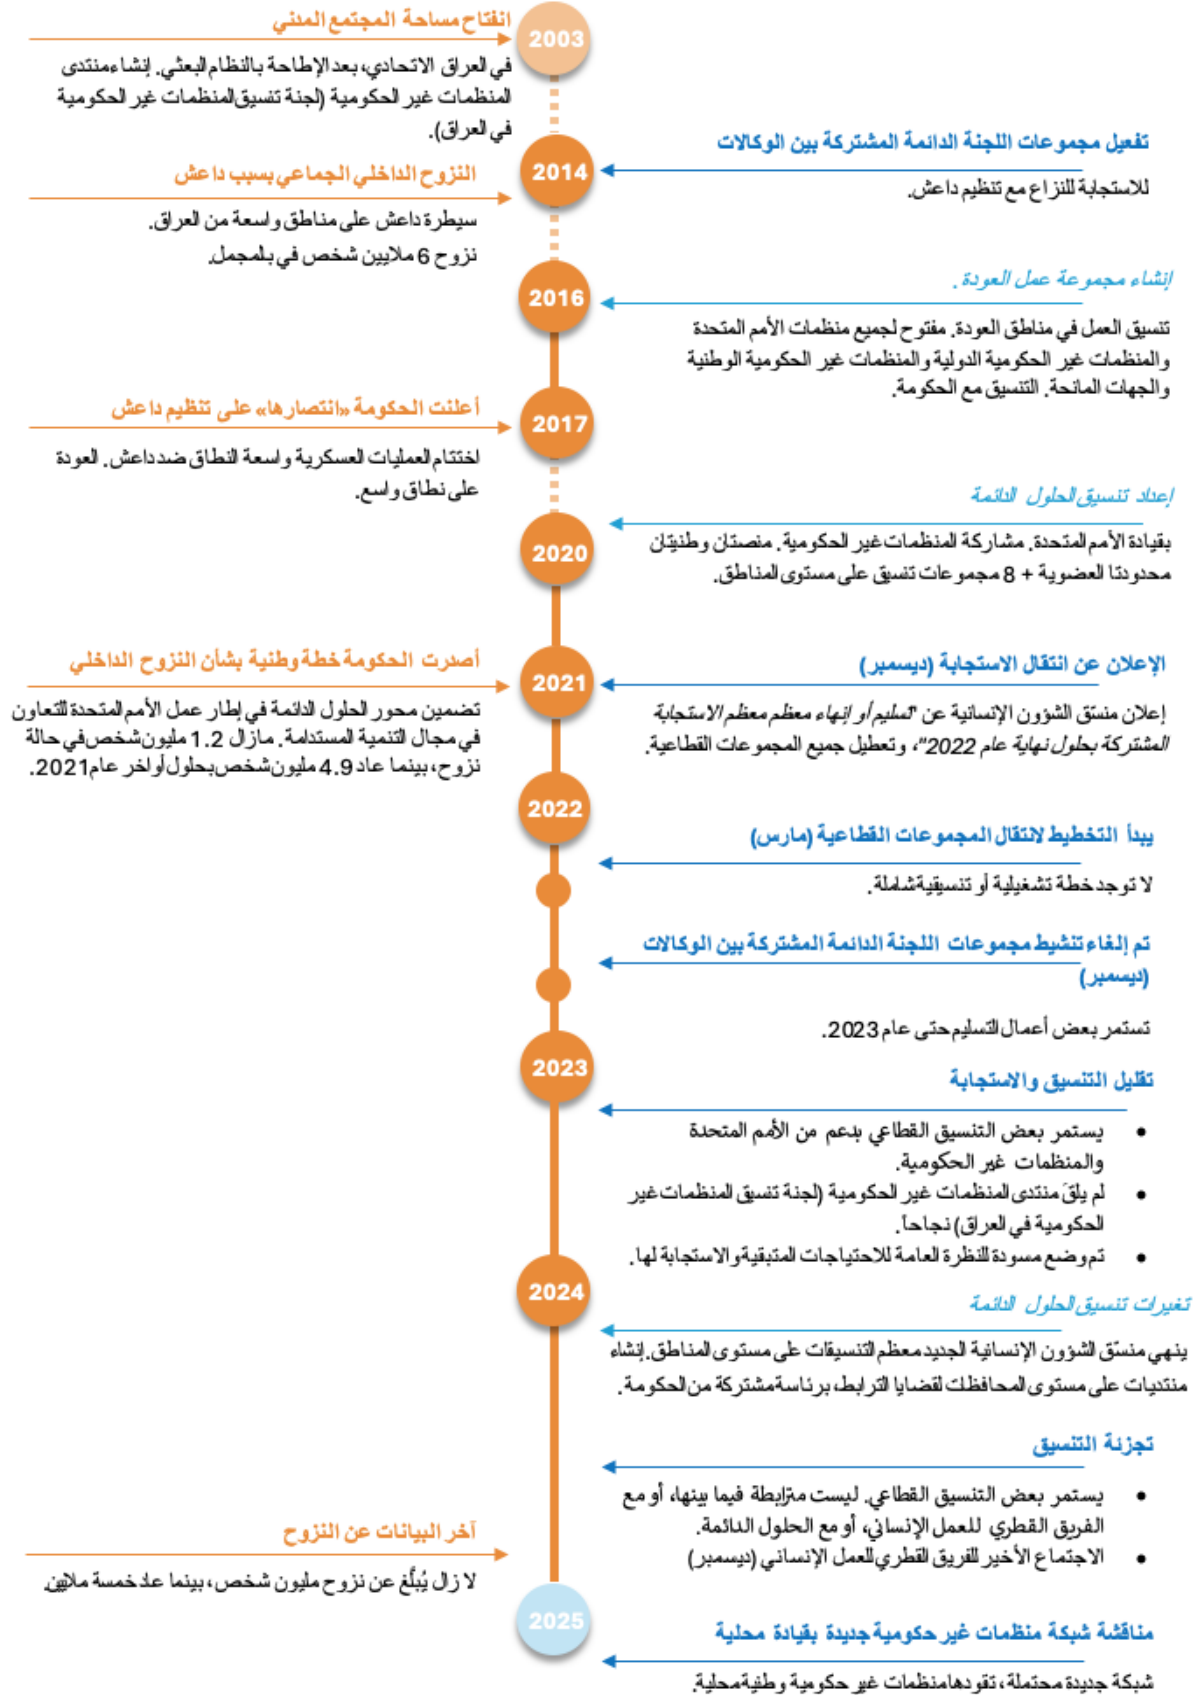 2003
انفتاح مساحة المجتمع المدني
في العراق الاتحادي، بعد الإطاحة بالنظام البعثي. إنشاء منتدى
المنظمات غير الحكومية (لجنة تنسيق المنظمات غير الحكومية
في العراق).
2014
تفعيل مجموعات اللجنة الدائمة المشتركة بين الوكالات
للاستجابة للنزاع مع تنظيم داعش.
النزوح الداخلي الجماعي بسبب داعش
سيطرة داعش على مناطق واسعة من العراق.
نزوح 6 ملايين شخص في بالمجمل.
2016
إنشاء مجموعة عمل العودة.
تنسيق العمل في مناطق العودة. مفتوح لجميع منظمات الأمم المتحدة
والمنظمات غير الحكومية الدولية والمنظمات غير الحكومية الوطنية
والجهات المانحة. التنسيق مع الحكومة.
2017
أعلنت الحكومة «انتصارها» على تنظيم داعش
اختتام العمليات العسكرية واسعة النطاق ضد داعش. العودة
على نطاق واسع.
2020
إعداد تنسيق الحلول الدائمة
بقيادة الأمم المتحدة. مشاركة المنظمات غير الحكومية. منصتان وطنيتان
محدودتا العضوية + 8 مجموعات تنسيق على مستوى المناطق.
2021
الإعلان عن انتقال الاستجابة (ديسمبر)
إعلان منسّق الشؤون الإنسانية عن "تسليم أو إنهاء معظم معظم الاستجابة
المشتركة بحلول نهاية عام 2022"، وتعطيل جميع المجموعات القطاعية.
أصدرت الحكومة خطة وطنية بشأن النزوح الداخلي
تضمين محور الحلول الدائمة في إطار عمل الأمم المتحدة للتعاون
في مجال التنمية المستدامة. مازال 1.2 مليون شخص في حالة
نزوح، بينما عاد 4.9 مليون شخص بحلول أواخر عام 2021.
2022
يبدأ التخطيط لانتقال المجموعات القطاعية (مارس)
لا توجد خطة تشغيلية أو تنسيقية شاملة.
تم إلغاء تنشيط مجموعات اللجنة الدائمة المشتركة بين الوكالات
(ديسمبر)
تستمر بعض أعمال التسليم حتى عام 2023.
2023
تقليل التنسيق والاستجابة
• يستمر بعض التنسيق القطاعي بدعم من الأمم المتحدة
والمنظمات غير الحكومية.
• لم يلقَ منتدى المنظمات غير الحكومية (لجنة تنسيق المنظمات غير
الحكومية في العراق) نجاحاً.
• تم وضع مسودة للنظرة العامة للاحتياجات المتبقية والاستجابة لها.
2024
تغيرات تنسيق الحلول الدائمة
ينهي منسّق الشؤون الإنسانية الجديد معظم التنسيقات على مستوى المناطق. إنشاء
منتديات على مستوى المحافظات لقضايا الترابط، برئاسة مشتركة من الحكومة.
تجزئة التنسيق
• يستمر بعض التنسيق القطاعي. ليست مترابطة فيما بينها، أو مع
الفريق القطري للعمل الإنساني، أو مع الحلول الدائمة.
• الاجتماع الأخير للفريق القطري للعمل الإنساني (ديسمبر)
آخر البيانات عن النزوح
لا زال يُبلَّغ عن نزوح مليون شخص، بينما عاد خمسة ملايين.
2025
مناقشة شبكة منظمات غير حكومية جديدة بقيادة محلية
شبكة جديدة محتملة، تقودها منظمات غير حكومية وطنية محلية.